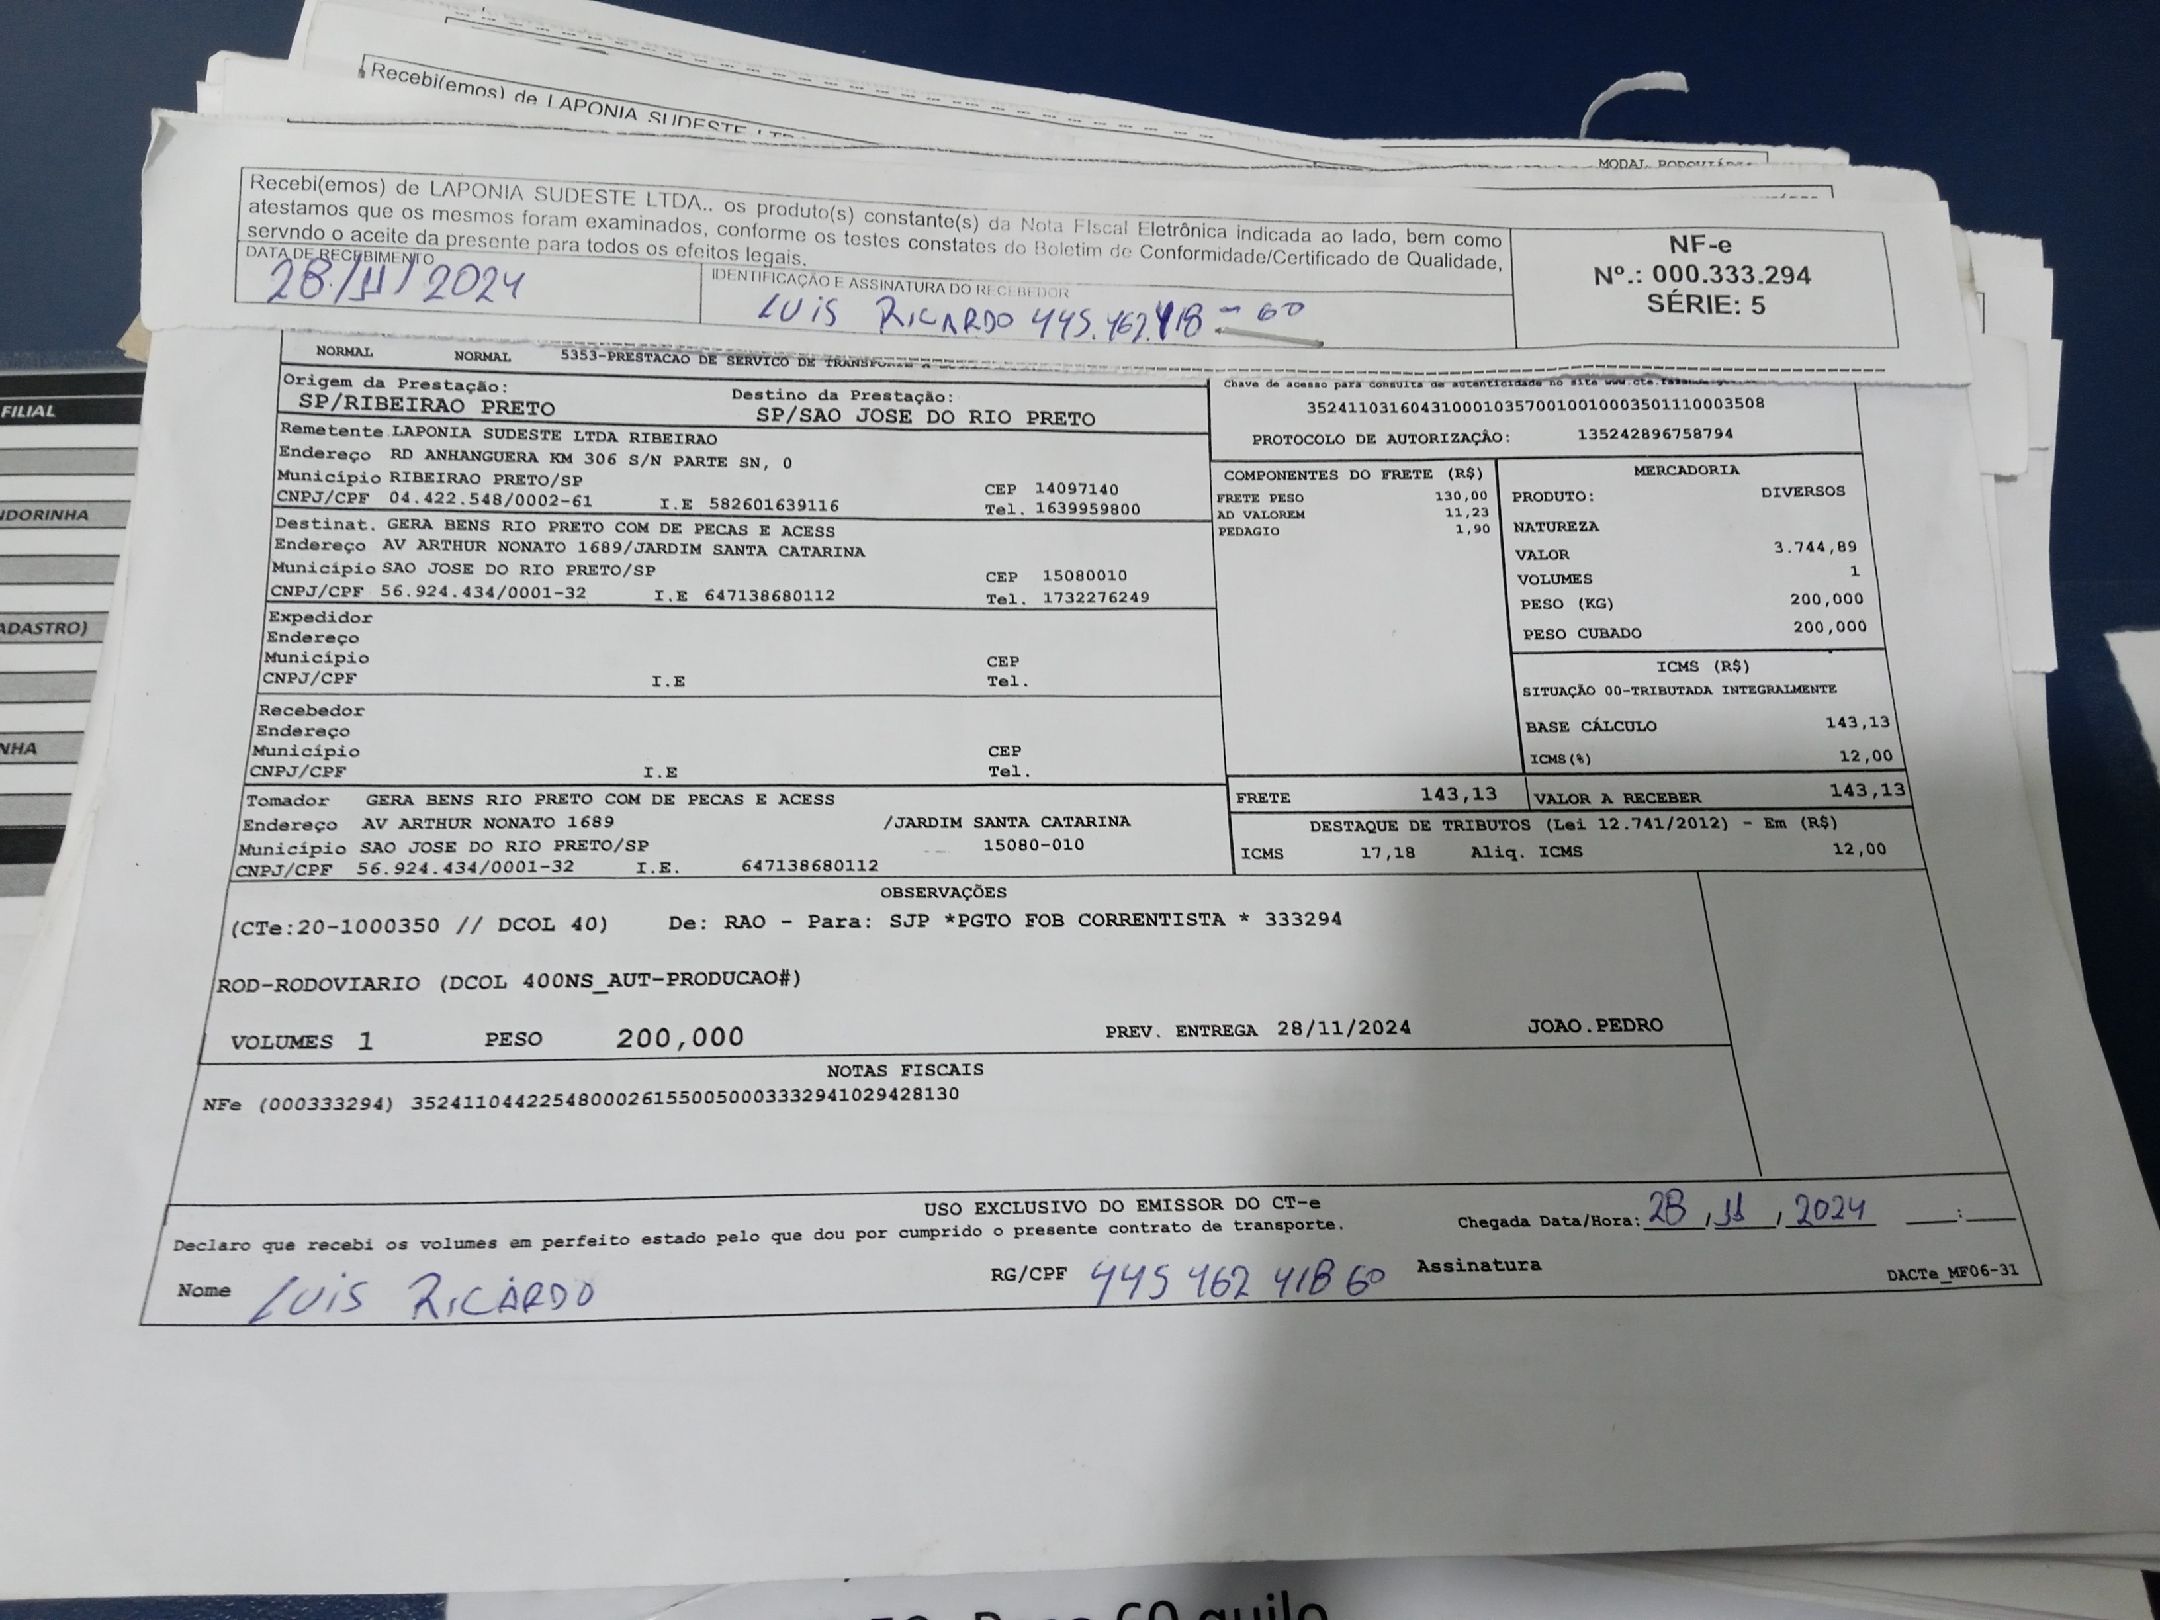 Recebi(emos) de LAPONIA SUDESTE
MODAL
Recebi(emos) de LAPONIA SUDESTE LTDA.. os produto(s) constante(s) da Nota FIscal Eletrônica indicada ao lado, bem como
atestamos que os mesmos foram examinados, conforme os testes constates do Boletim de Conformidade/Certificado de Qualidade,
servndo o aceite da presente para todos os efeitos legais.
DATA DE RECEBIMENTO
28/11/2024
IDENTIFICAÇÃO E ASSINATURA DO RECEBEDOR
LUIS RICARDO 445.462.418-60
NF-e
Nº.: 000.333.294
SÉRIE: 5
NORMAL NORMAL 5353-PRESTACAO DE SERVICO DE
Origem da Prestação:
SP/RIBEIRAO PRETO
Destino da Prestação:
SP/SAO JOSE DO RIO PRETO
Remetente LAPONIA SUDESTE LTDA RIBEIRAO
Endereço RD ANHANGUERA KM 306 S/N PARTE SN, 0
Município RIBEIRAO PRETO/SP CEP 14097140
CNPJ/CPF 04.422.548/0002-61 I.E 582601639116 Tel. 1639959800
Destinat. GERA BENS RIO PRETO COM DE PECAS E ACESS
Endereço AV ARTHUR NONATO 1689/JARDIM SANTA CATARINA
Município SAO JOSE DO RIO PRETO/SP CEP 15080010
CNPJ/CPF 56.924.434/0001-32 I.E 647138680112 Tel. 1732276249
Expedidor
Endereço
Município CEP
CNPJ/CPF I.E Tel.
Recebedor
Endereço
Município CEP
CNPJ/CPF I.E Tel.
Tomador GERA BENS RIO PRETO COM DE PECAS E ACESS
Endereço AV ARTHUR NONATO 1689 /JARDIM SANTA CATARINA
Município SAO JOSE DO RIO PRETO/SP 15080-010
CNPJ/CPF 56.924.434/0001-32 I.E. 647138680112
Chave de acesso para consulta de autenticidade no site
35241103160431000103570010010003501110003508
PROTOCOLO DE AUTORIZAÇÃO: 135242896758794
COMPONENTES DO FRETE (R$)
FRETE PESO 130,00
AD VALOREM 11,23
PEDAGIO 1,90
MERCADORIA
PRODUTO: DIVERSOS
NATUREZA
VALOR 3.744,89
VOLUMES 1
PESO (KG) 200,000
PESO CUBADO 200,000
ICMS (R$)
SITUAÇÃO 00-TRIBUTADA INTEGRALMENTE
BASE CÁLCULO 143,13
ICMS(%) 12,00
FRETE 143,13 VALOR A RECEBER 143,13
DESTAQUE DE TRIBUTOS (Lei 12.741/2012) - Em (R$)
ICMS 17,18 Aliq. ICMS 12,00
OBSERVAÇÕES
(CTe:20-1000350 // DCOL 40) De: RAO - Para: SJP *PGTO FOB CORRENTISTA * 333294
ROD-RODOVIARIO (DCOL 400NS_AUT-PRODUCAO#)
VOLUMES 1 PESO 200,000 PREV. ENTREGA 28/11/2024 JOAO.PEDRO
NOTAS FISCAIS
NFe (000333294) 35241104422548000261550050003332941029428130
USO EXCLUSIVO DO EMISSOR DO CT-e
Declaro que recebi os volumes em perfeito estado pelo que dou por cumprido o presente contrato de transporte.
Chegada Data/Hora: 28, 11, 2024 __:__
Nome LUIS RICARDO RG/CPF 445 462 418 60 Assinatura
DACTe_MF06-31
FILIAL